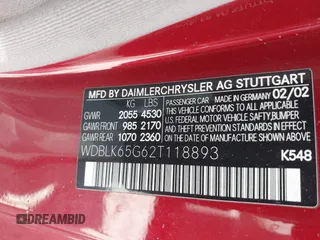 MFD. BY DAIMLERCHRYSLER AG STUTTGART
MADE IN GERMANY 02/02
PASSENGER CAR
KG LBS
GVWR 2055 4530
GAWR FRONT 985 2170
GAWR REAR 1070 2360
THIS VEHICLE CONFORMS TO ALL
APPLICABLE U.S. FEDERAL MOTOR
VEHICLE SAFETY, BUMPER, AND
THEFT PREVENTION STANDARDS IN
EFFECT ON THE DATE OF
MANUFACTURE SHOWN ABOVE.
WDBLK65G62T118893
K548
DREAMBID